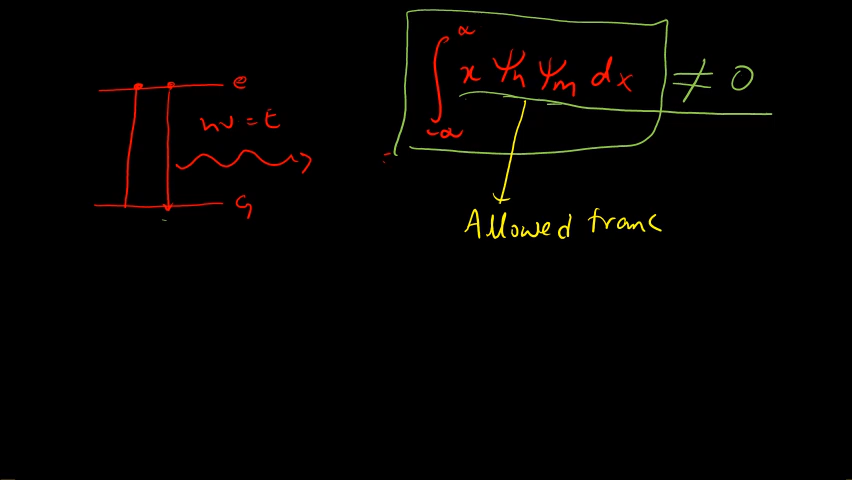 e
hν = E
G
∫ x ψn ψm dx ≠ 0
α
-α
Allowed tranc